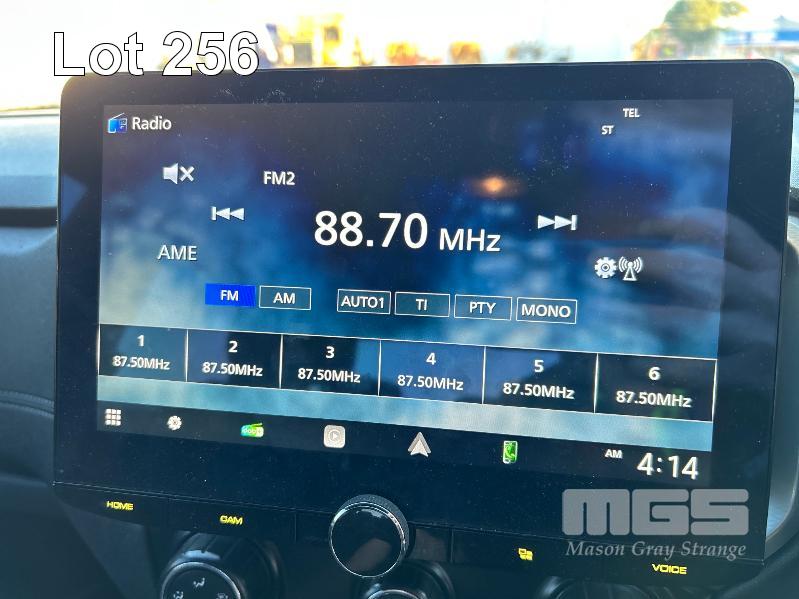 Lot 256
Radio
TEL
ST
FM2
88.70 MHz
AME
FM AM AUTO1 TI PTY MONO
1 2 3 4 5 6
87.50MHz 87.50MHz 87.50MHz 87.50MHz 87.50MHz 87.50MHz
AM 4:14
HOME CAM VOICE
MGS
Mason Gray Strange